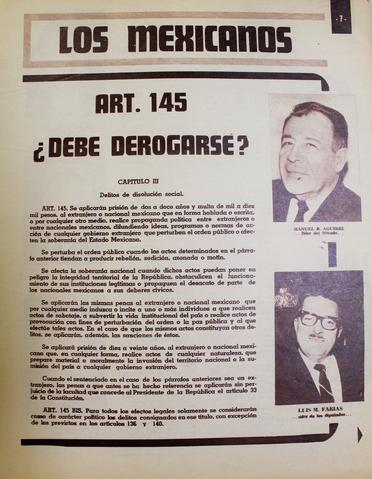 -7-
LOS MEXICANOS
ART. 145
¿DEBE DEROGARSE?
CAPITULO III
Delitos de disolución social.
ART. 145. Se aplicarán prisión de dos a doce años y multa de mil a diez
mil pesos, al extranjero o nacional mexicano que en forma hablada o escrita,
o por cualquier otro medio, realice propaganda política entre extranjeros o
entre nacionales mexicanos, difundiendo ideas, programas o normas de ac-
ción de cualquier gobierno extranjero que perturben el orden público o afec-
ten la soberanía del Estado Mexicano.
Se perturba el orden público cuando los actos determinados en el párra-
fo anterior tiendan a producir rebelión, sedición, asonada o motín.
Se afecta la soberanía nacional cuando dichos actos puedan poner en
peligro la integridad territorial de la República, obstaculicen el funciona-
miento de sus instituciones legítimas o propaguen el desacato de parte de
los nacionales mexicanos a sus deberes cívicos.
Se aplicarán las mismas penas al extranjero o nacional mexicano que
por cualquier medio induzca o incite a uno o más individuos a que realicen
actos de sabotaje, a subvertir la vida institucional del país o realice actos de
provocación con fines de perturbación del orden o la paz pública y al que
efectúe tales actos. En el caso de que los mismos actos constituyan otros de-
litos, se aplicarán, además, las sanciones de éstos.
Se aplicará prisión de diez a veinte años, al extranjero o nacional mexi-
cano que, en cualquier forma, realice actos de cualquier naturaleza, que
prepare material o moralmente la invasión del territorio nacional o la su-
misión del país a cualquier gobierno extranjero.
Cuando el sentenciado en el caso de los párrafos anteriores sea un ex-
tranjero, las penas a que antes se ha hecho referencia se aplicarán sin per-
juicio de la facultad que concede al Presidente de la República el artículo 33
de la Constitución.
ART. 145 BIS. Para todos los efectos legales solamente se considerarán
como de carácter político los delitos consignados en este título, con excepción
de los previstos en los artículos 136 y 140.
MANUEL B. AGUIRRE
líder del Senado..
LUIS M. FARIAS
de los diputados...